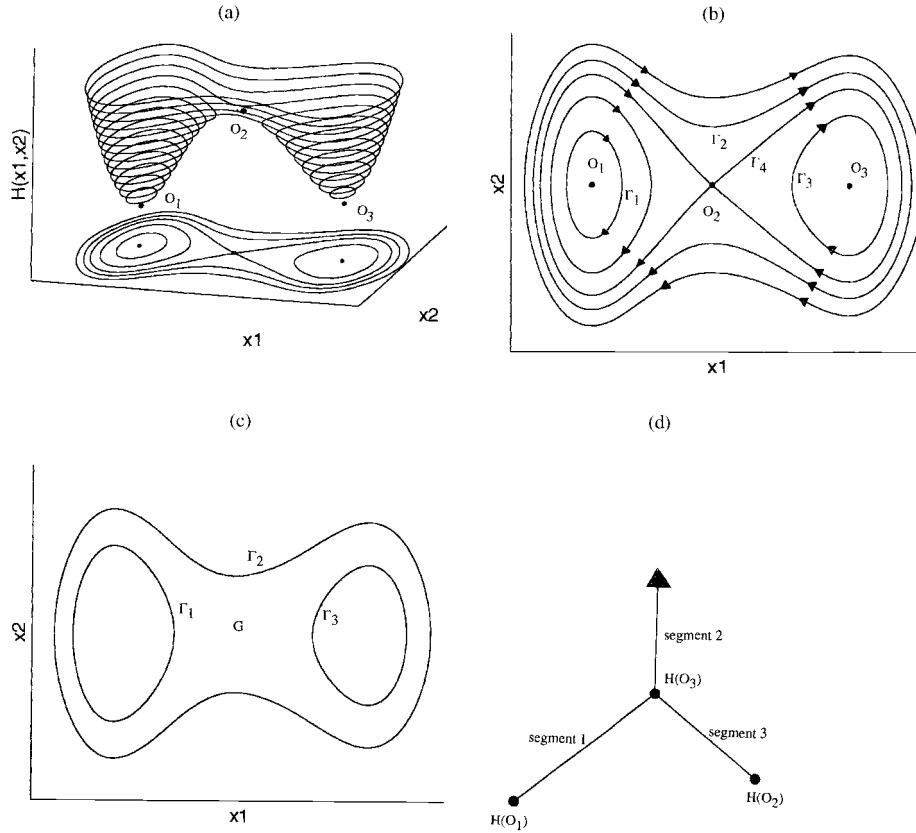 (a)
H(x1,x2)
O2
O1
O3
x2
x1
(b)
x2
Γ2
O1
Γ4
O3
Γ1
Γ3
O2
x1
(c)
x2
Γ2
Γ1
G
Γ3
x1
(d)
segment 2
H(O3)
segment 1
segment 3
H(O2)
H(O1)